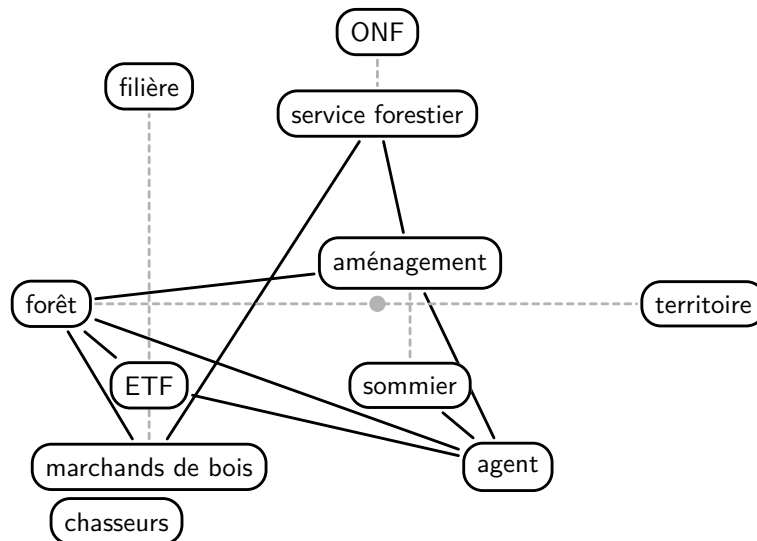 ONF
filière
service forestier
aménagement
forêt
territoire
ETF
sommier
marchands de bois
agent
chasseurs